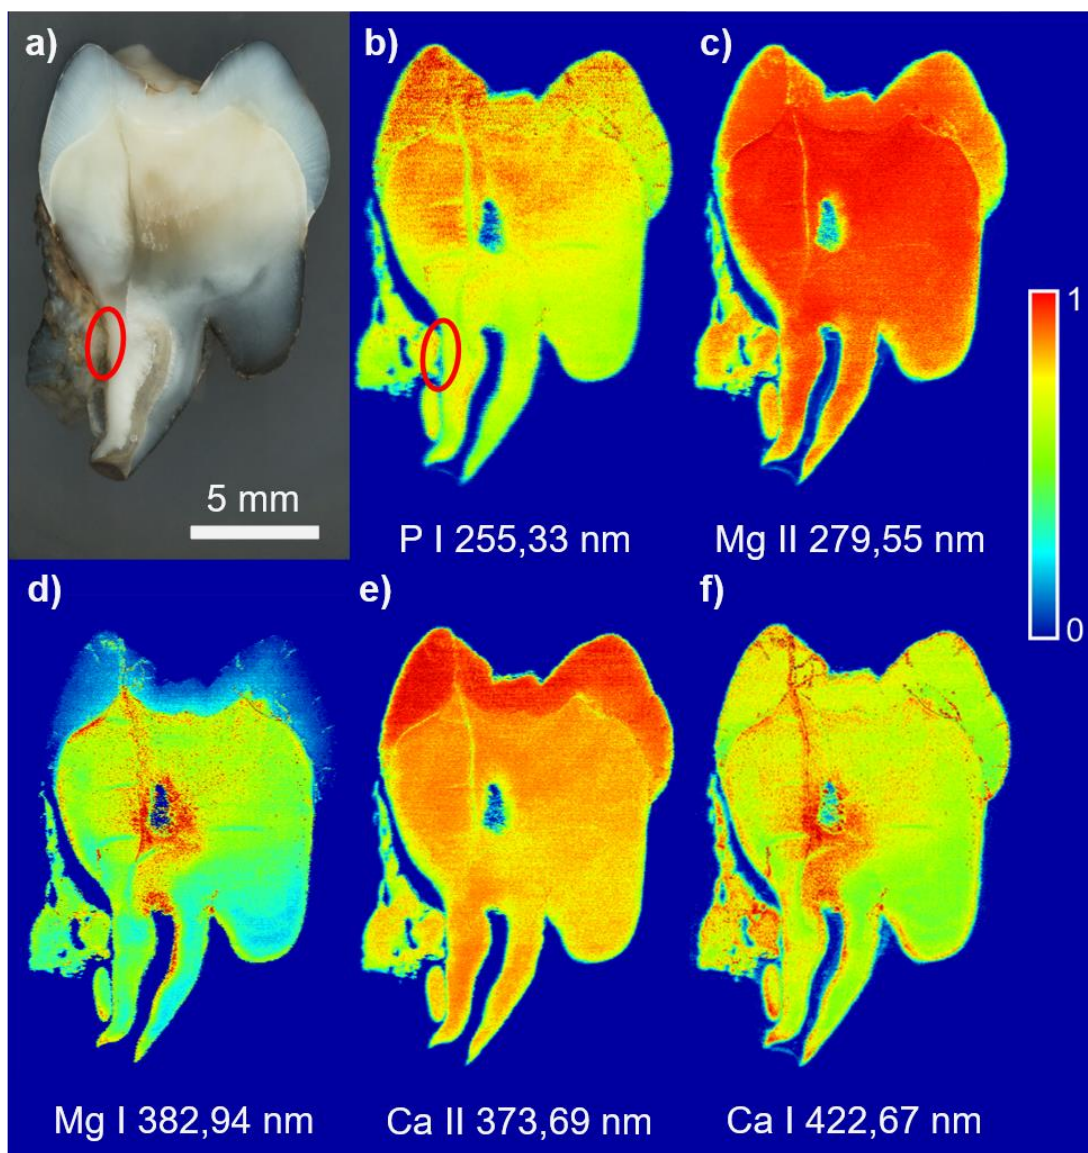 a)
b)
c)
5 mm
1
0
P I 255,33 nm
Mg II 279,55 nm
d)
e)
f)
Mg I 382,94 nm
Ca II 373,69 nm
Ca I 422,67 nm